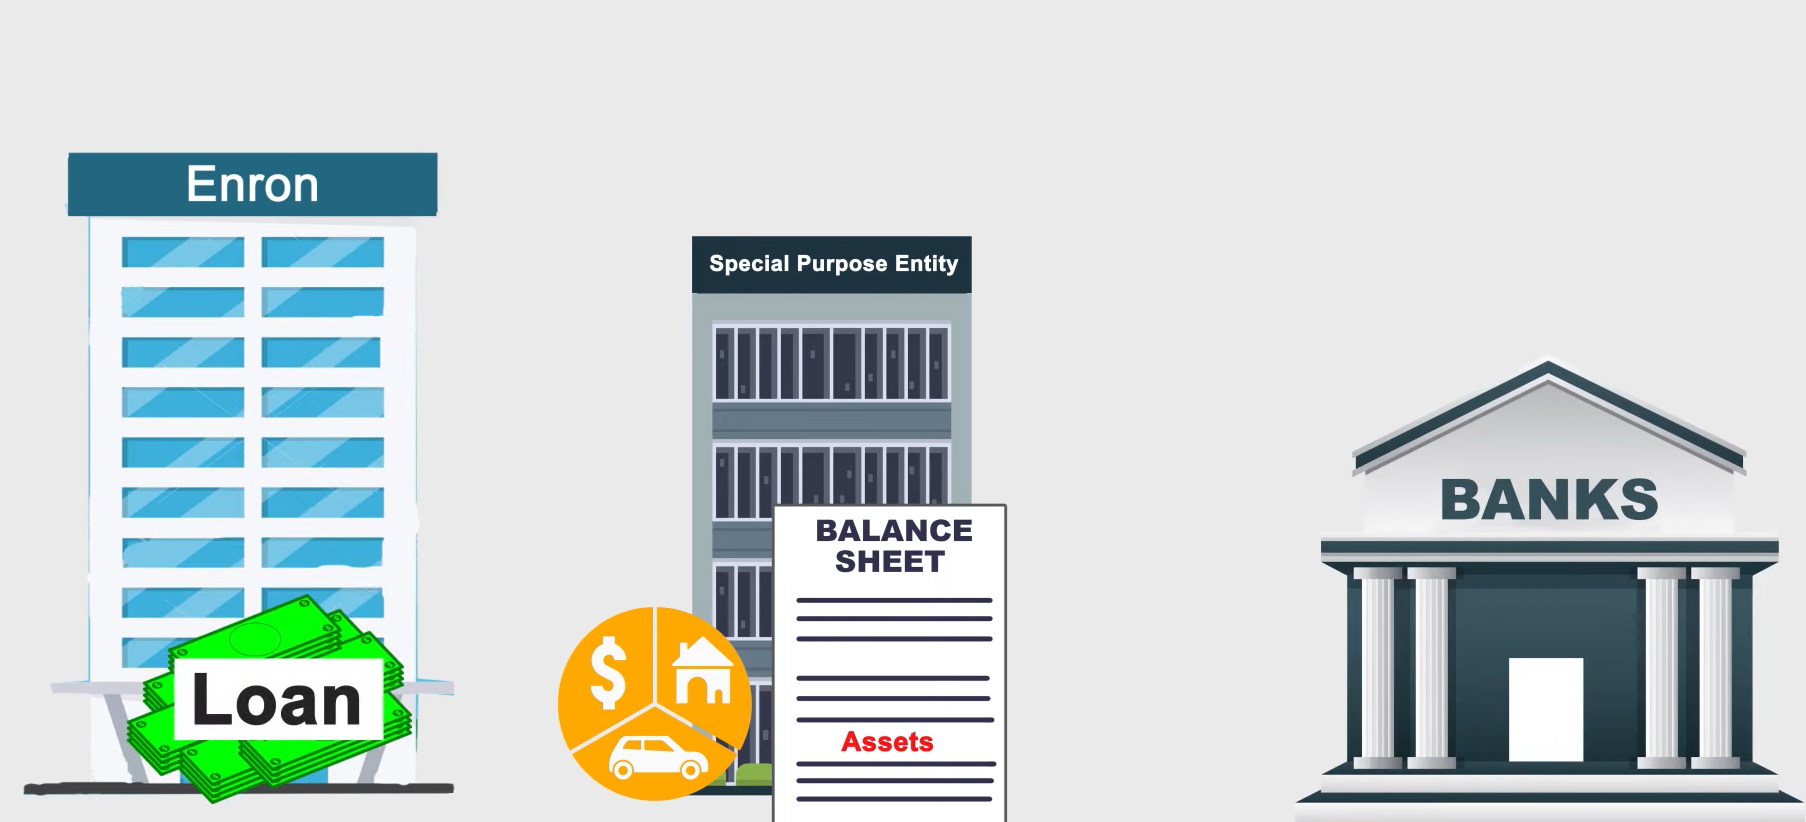 Enron
Special Purpose Entity
BANKS
BALANCE
SHEET
Loan
Assets